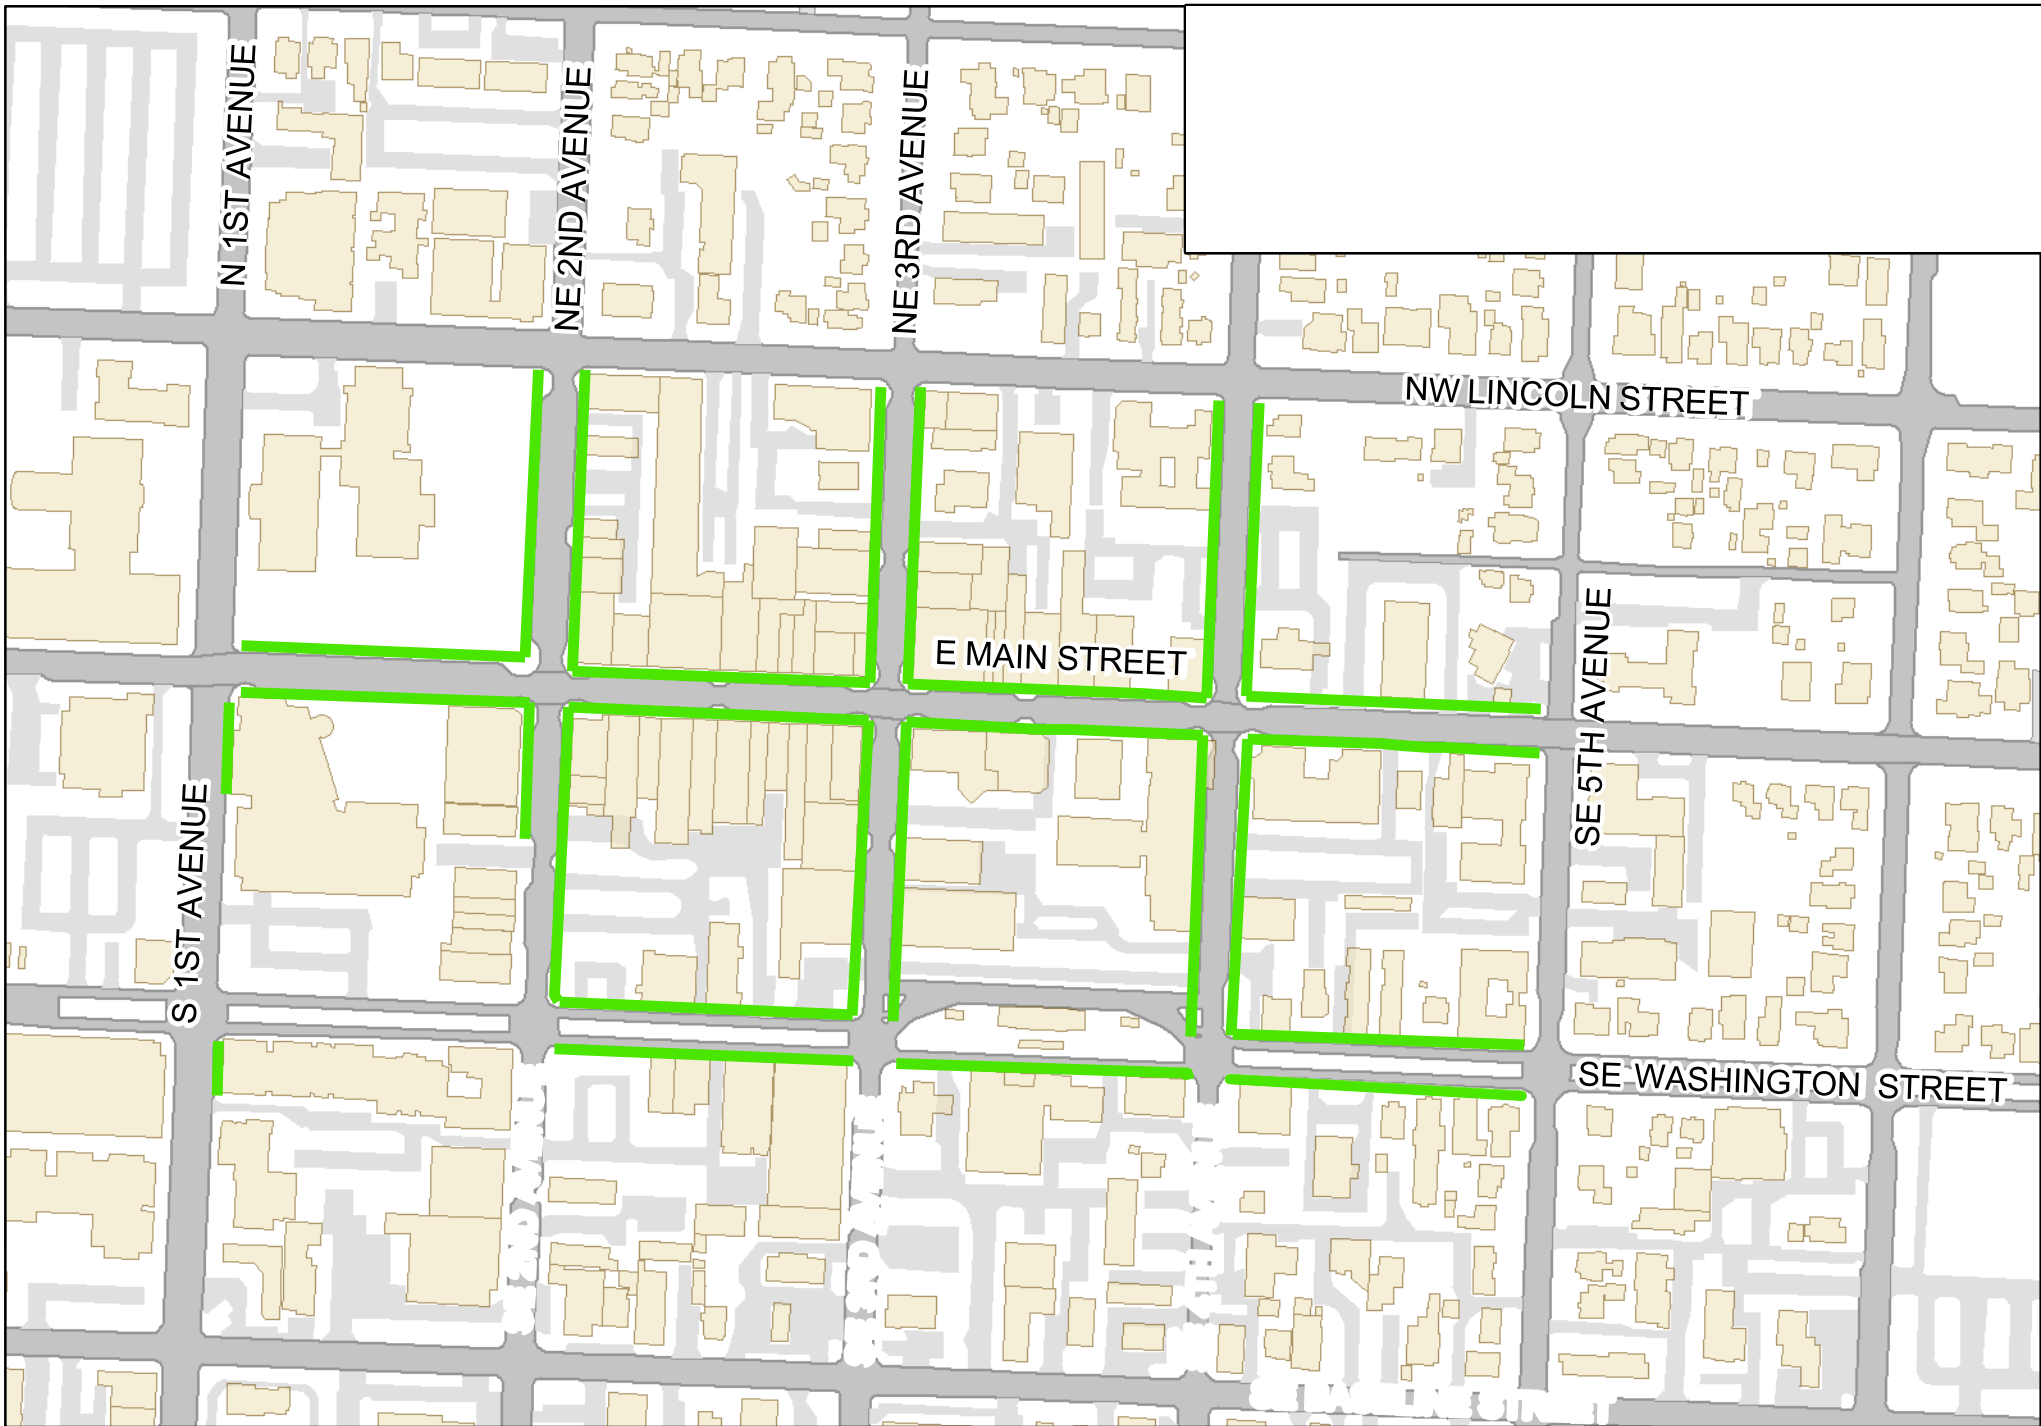 N 1ST AVENUE
NE 2ND AVENUE
NE 3RD AVENUE
NW LINCOLN STREET
E MAIN STREET
SE 5TH AVENUE
S 1ST AVENUE
SE WASHINGTON STREET